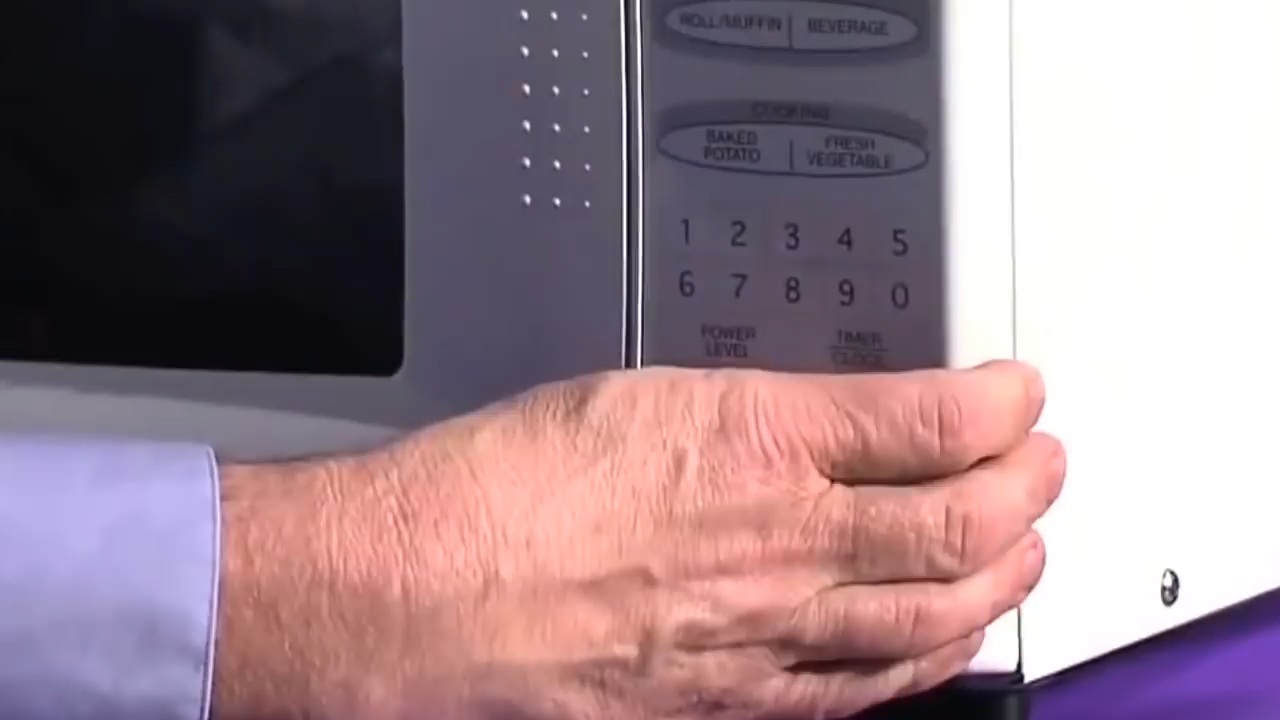 ROLL/MUFFIN BEVERAGE
COOKING
BAKED POTATO FRESH VEGETABLE
1 2 3 4 5
6 7 8 9 0
POWER LEVEL TIMER CLOCK